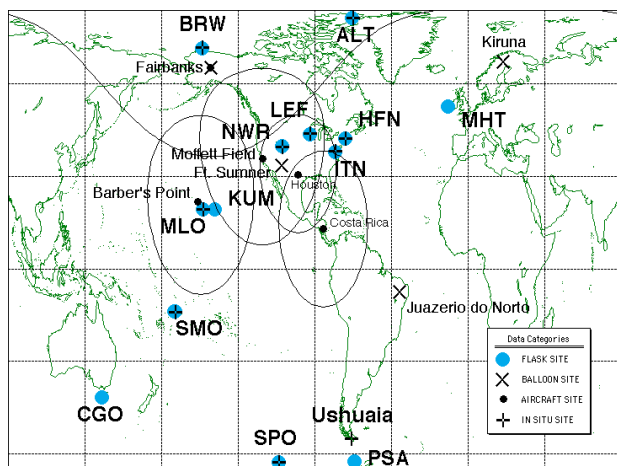 BRW
ALT
Kiruna
Fairbanks
LEF
HFN
MHT
NWR
Moffett Field
ITN
Ft. Sumner
Houston
Barber's Point
KUM
MLO
Costa Rica
Juazerio do Norto
SMO
Data Categories
FLASK SITE
BALLOON SITE
AIRCRAFT SITE
IN SITU SITE
CGO
Ushuaia
SPO
PSA